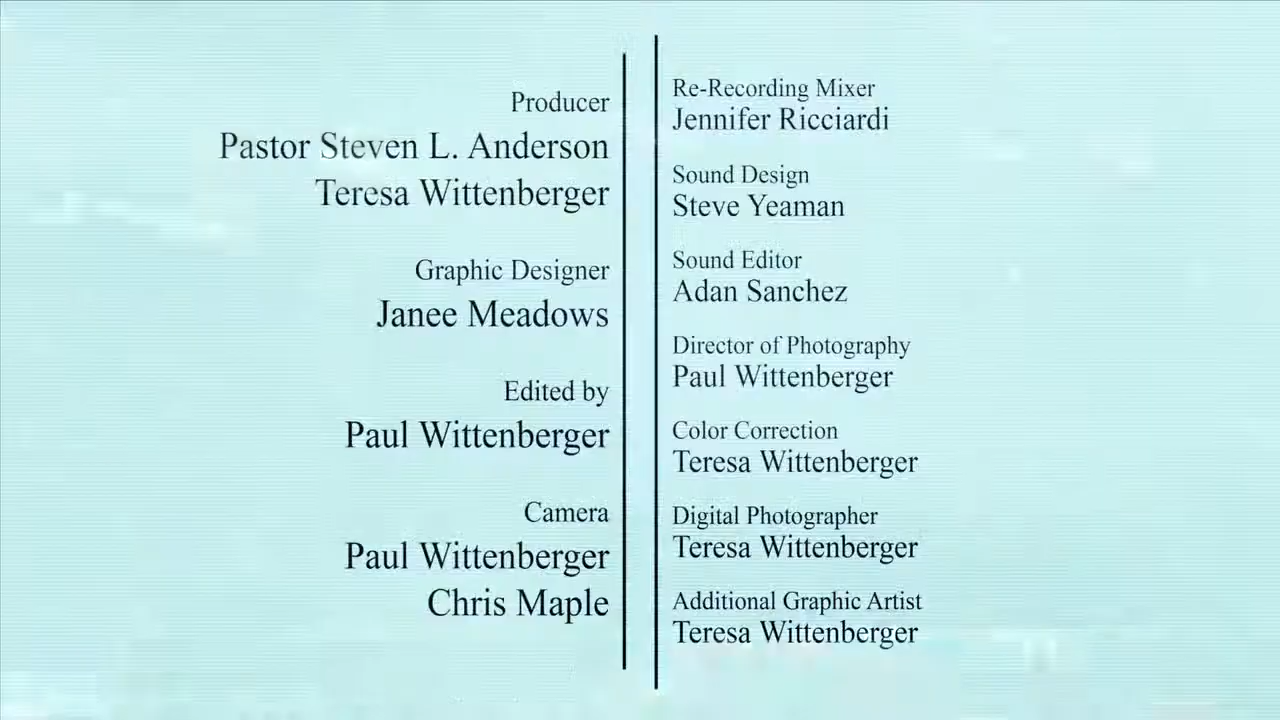 Producer
Pastor Steven L. Anderson
Teresa Wittenberger
Graphic Designer
Janee Meadows
Edited by
Paul Wittenberger
Camera
Paul Wittenberger
Chris Maple
Re-Recording Mixer
Jennifer Ricciardi
Sound Design
Steve Yeaman
Sound Editor
Adan Sanchez
Director of Photography
Paul Wittenberger
Color Correction
Teresa Wittenberger
Digital Photographer
Teresa Wittenberger
Additional Graphic Artist
Teresa Wittenberger